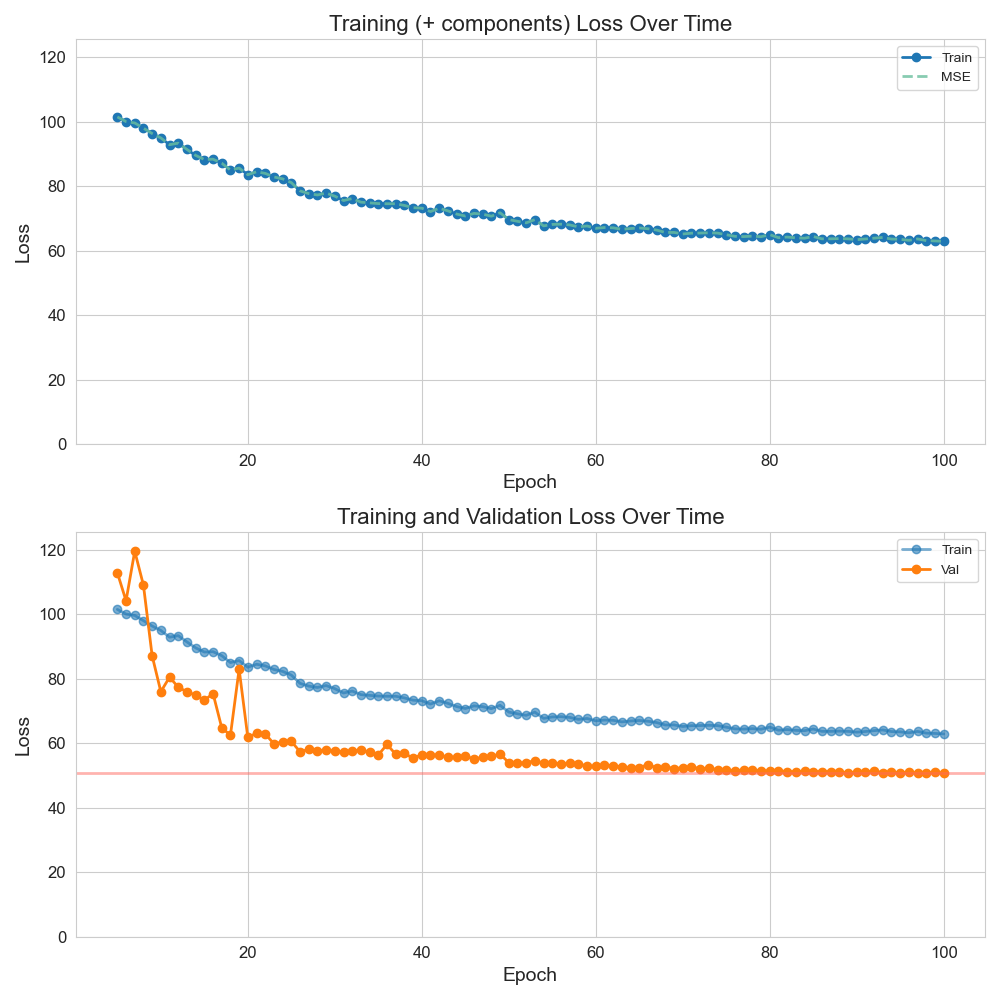 Training (+ components) Loss Over Time
120
100
80
60
40
20
0
Loss
Train
MSE
20 40 60 80 100
Epoch
Training and Validation Loss Over Time
120
100
80
60
40
20
0
Loss
Train
Val
20 40 60 80 100
Epoch